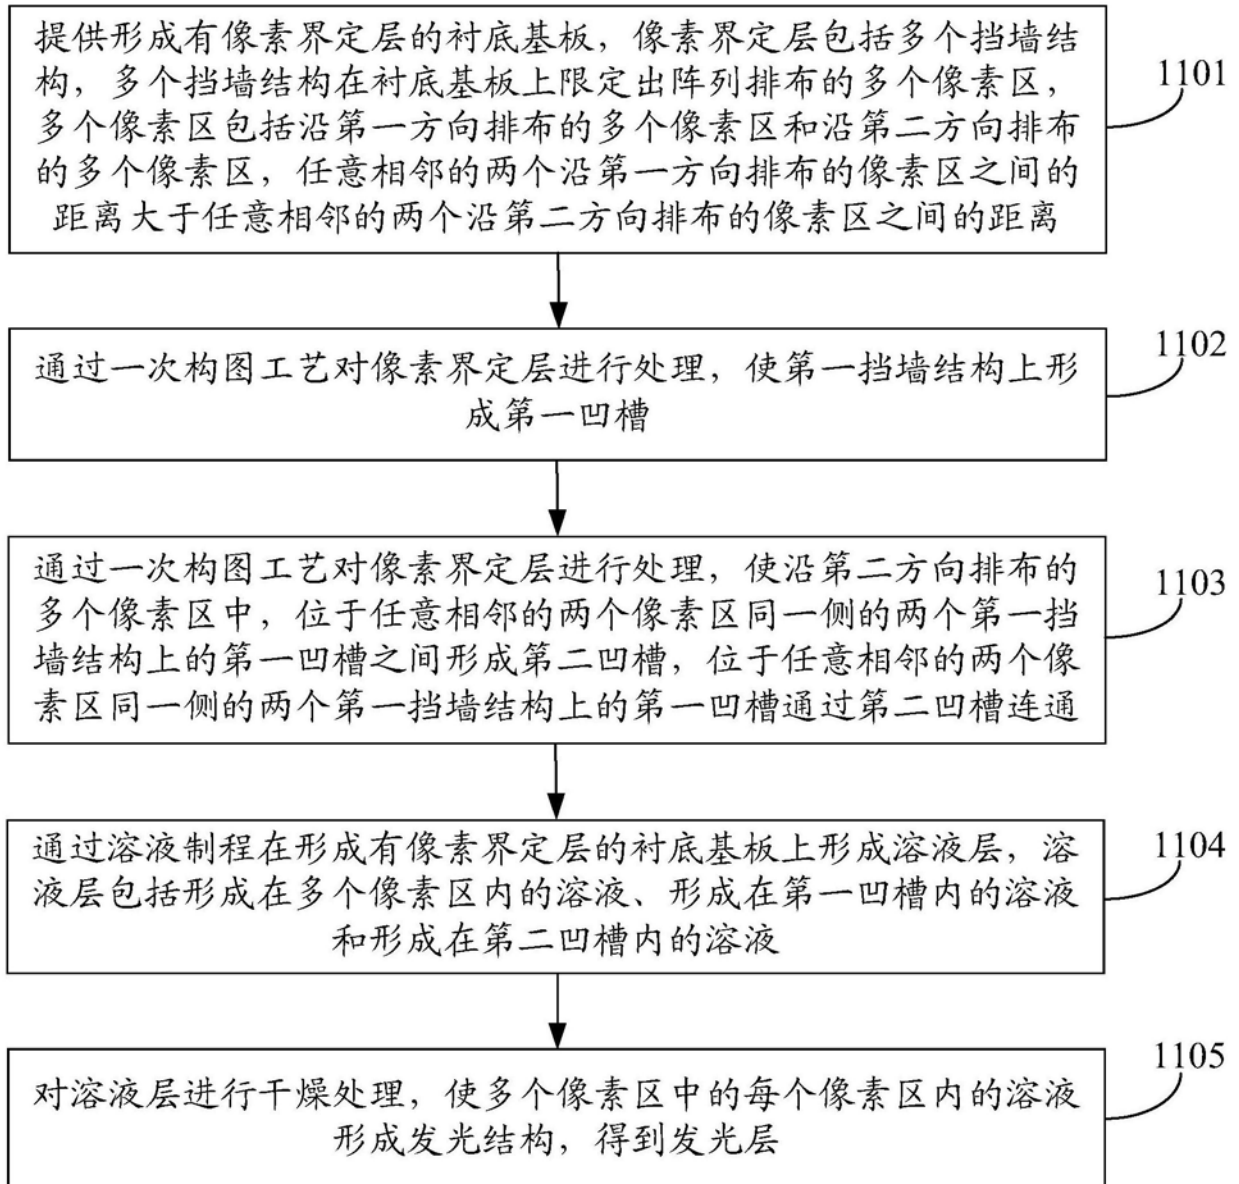 提供形成有像素界定层的衬底基板，像素界定层包括多个挡墙结
构，多个挡墙结构在衬底基板上限定出阵列排布的多个像素区，
多个像素区包括沿第一方向排布的多个像素区和沿第二方向排布
的多个像素区，任意相邻的两个沿第一方向排布的像素区之间的
距离大于任意相邻的两个沿第二方向排布的像素区之间的距离
1101
通过一次构图工艺对像素界定层进行处理，使第一挡墙结构上形
成第一凹槽
1102
通过一次构图工艺对像素界定层进行处理，使沿第二方向排布的
多个像素区中，位于任意相邻的两个像素区同一侧的两个第一挡
墙结构上的第一凹槽之间形成第二凹槽，位于任意相邻的两个像
素区同一侧的两个第一挡墙结构上的第一凹槽通过第二凹槽连通
1103
通过溶液制程在形成有像素界定层的衬底基板上形成溶液层，溶
液层包括形成在多个像素区内的溶液、形成在第一凹槽内的溶液
和形成在第二凹槽内的溶液
1104
对溶液层进行干燥处理，使多个像素区中的每个像素区内的溶液
形成发光结构，得到发光层
1105